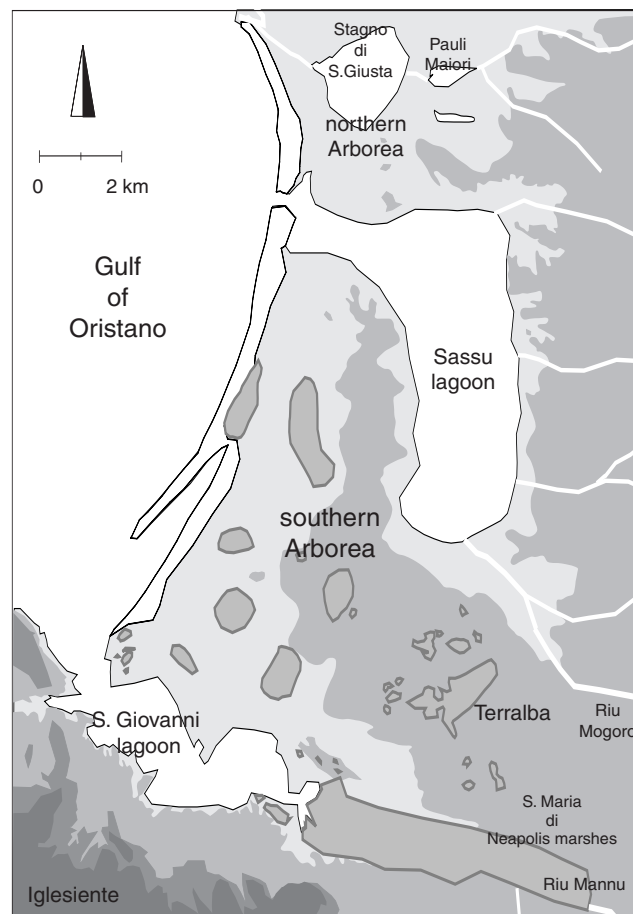 Stagno
di
S.Giusta
Pauli
Maiori
northern
Arborea
0 2 km
Gulf
of
Oristano
Sassu
lagoon
southern
Arborea
S. Giovanni
lagoon
Terralba
Riu
Mogoro
S. Maria
di
Neapolis marshes
Riu Mannu
Iglesiente